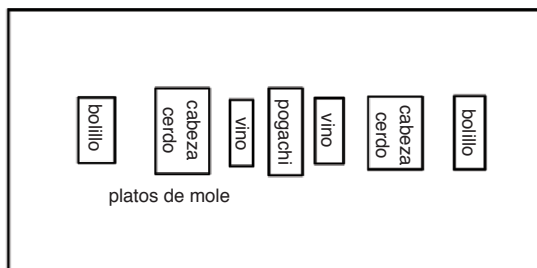 bolillo
cabeza
cerdo
vino
pogachi
vino
cabeza
cerdo
bolillo
platos de mole